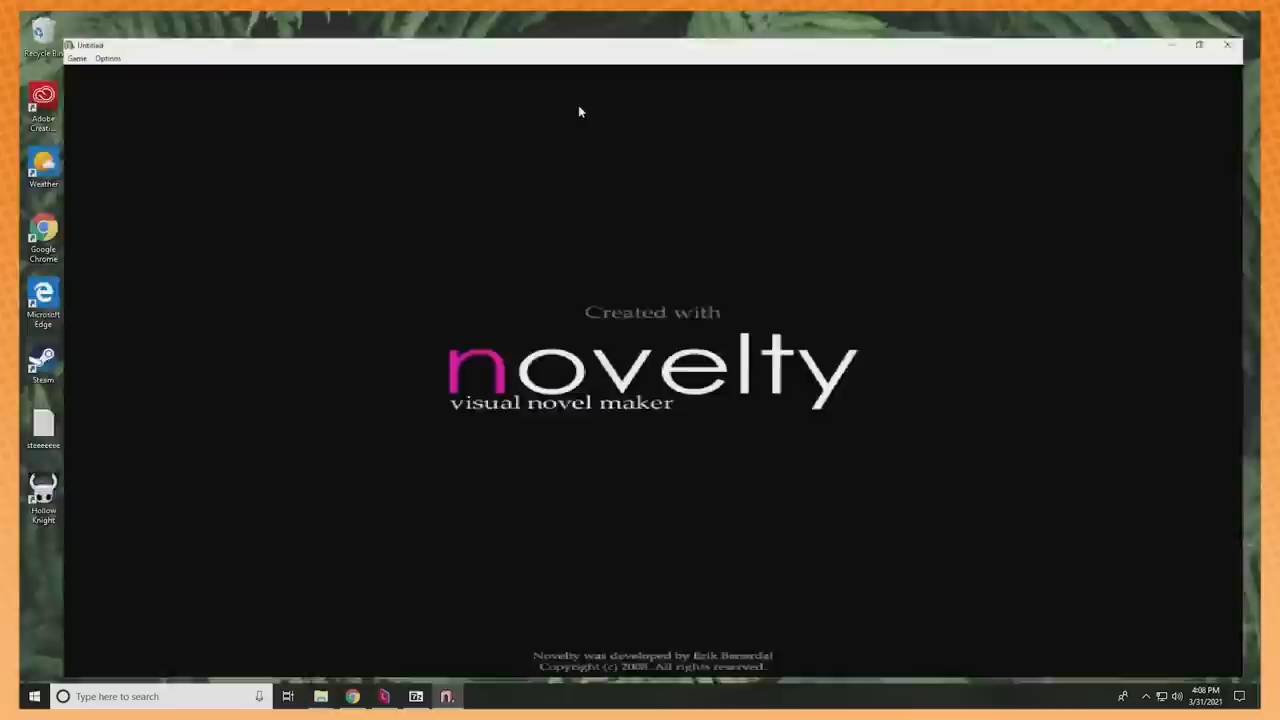 Recycle Bin
Untitled
Game Options
Adobe
Creati...
Weather
Google
Chrome
Microsoft
Edge
Steam
steeeeeee
Hollow
Knight
Created with
novelty
visual novel maker
Novelty was developed by Erik
Copyright (c) 2008. All rights reserved.
Type here to search
4:08 PM
3/31/2021